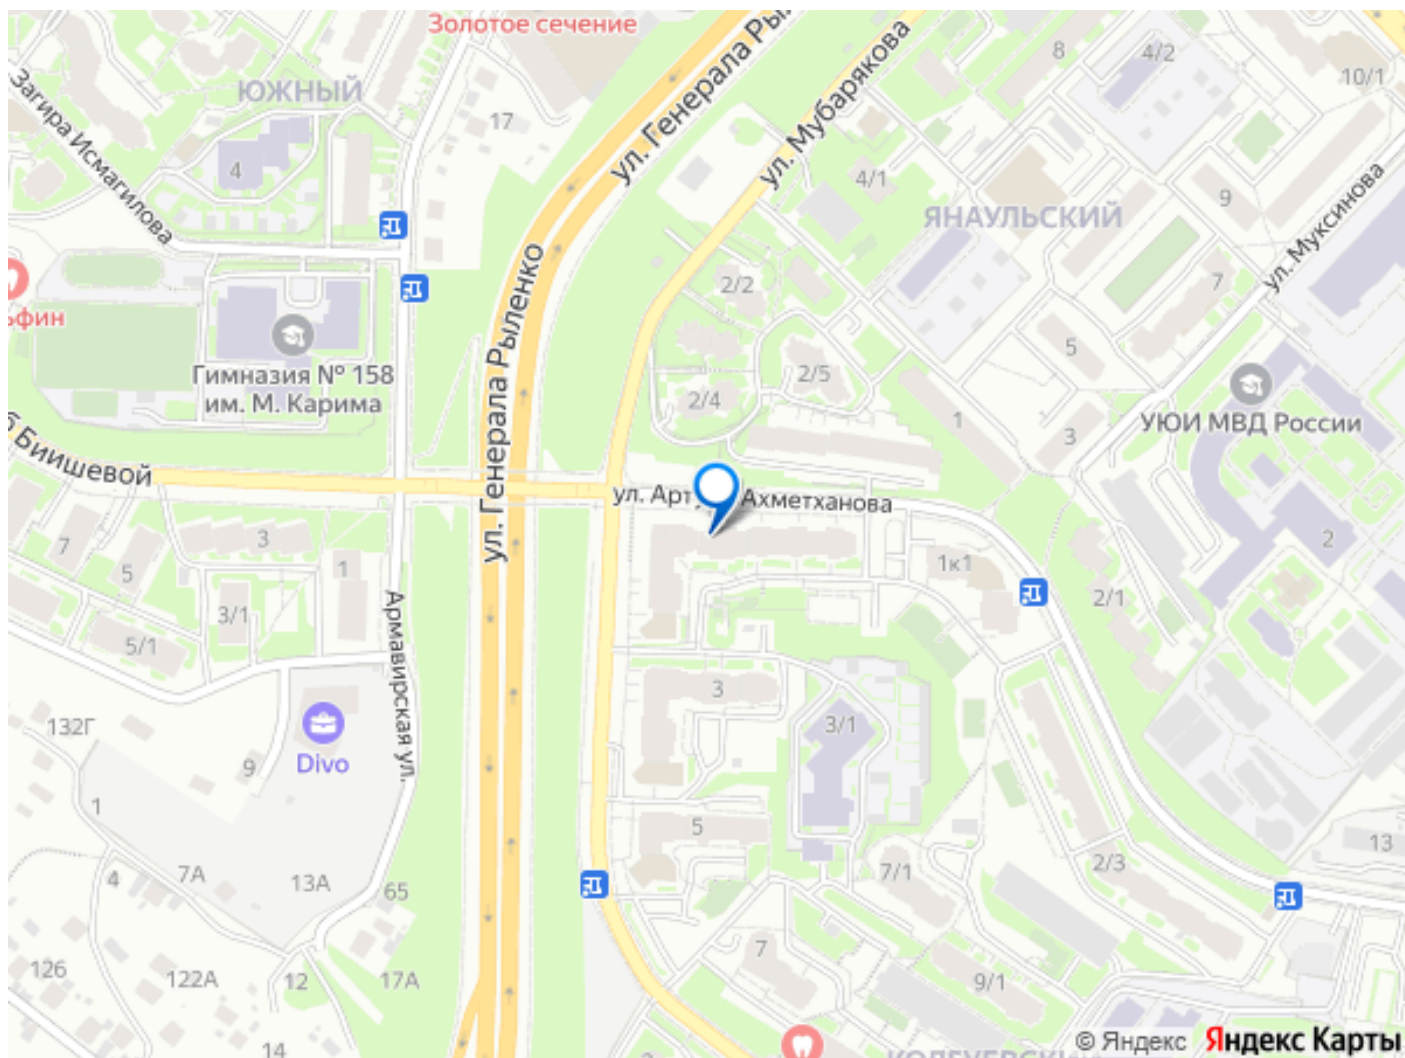 Золотое сечение
ул. Генерала Ры
ЮЖНЫЙ
17
8
4/2
10/1
Загира Исмагилова
4
ул. Мубарякова
4/1
9
ЯНАУЛЬСКИЙ
ул. Муксинова
7
2/2
ьфин
ул. Генерала Рыленко
5
Гимназия № 158
им. М. Карима
2/5
2/4
1
3
УЮИ МВД России
б Биишевой
ул. Арт
Ахметханова
7
5
3
1
1к1
2
3/1
2/1
5/1
Армавирская ул.
3
132Г
3/1
9
Divo
1
5
13
7А
4
13А
65
7/1
2/3
7
126
122А
12
17А
9/1
14
2
КОЛГУЕВСКИ
© Яндекс
Яндекс Карты